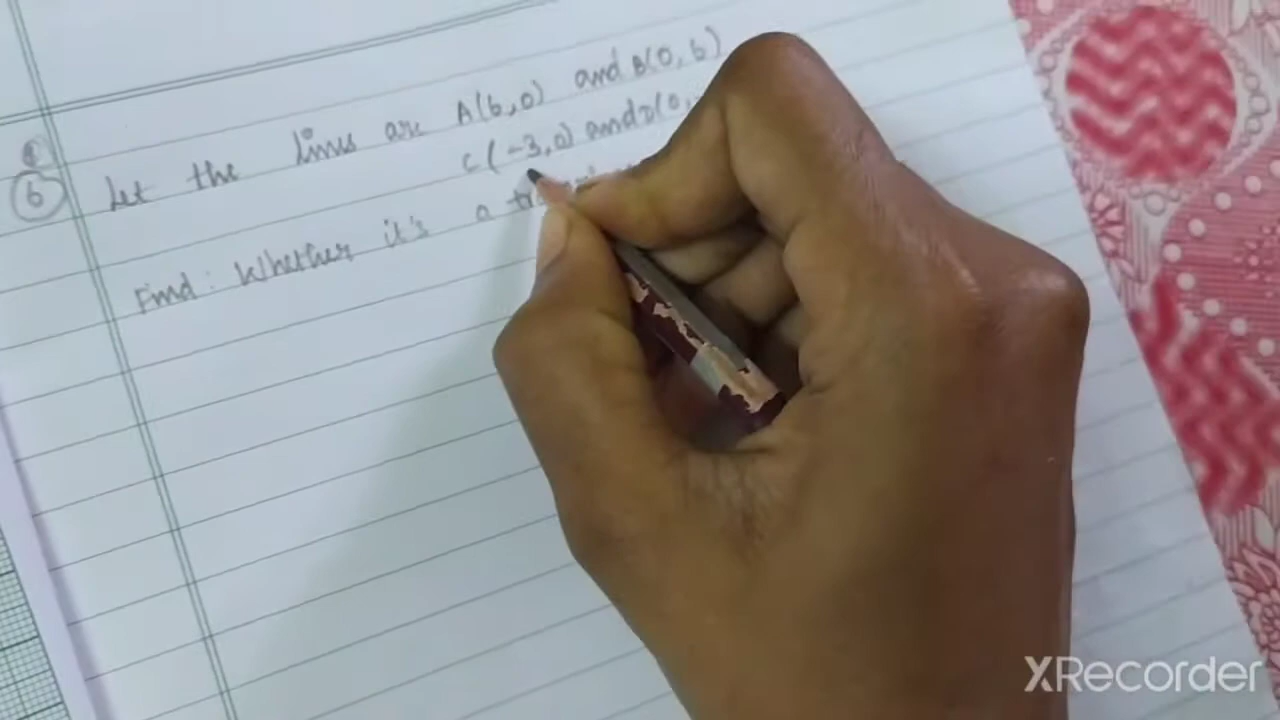 6 Let the lines are A(6,0) and B(0,6)
C(-3,0) and D(0,
Find: Whether it's a
XRecorder